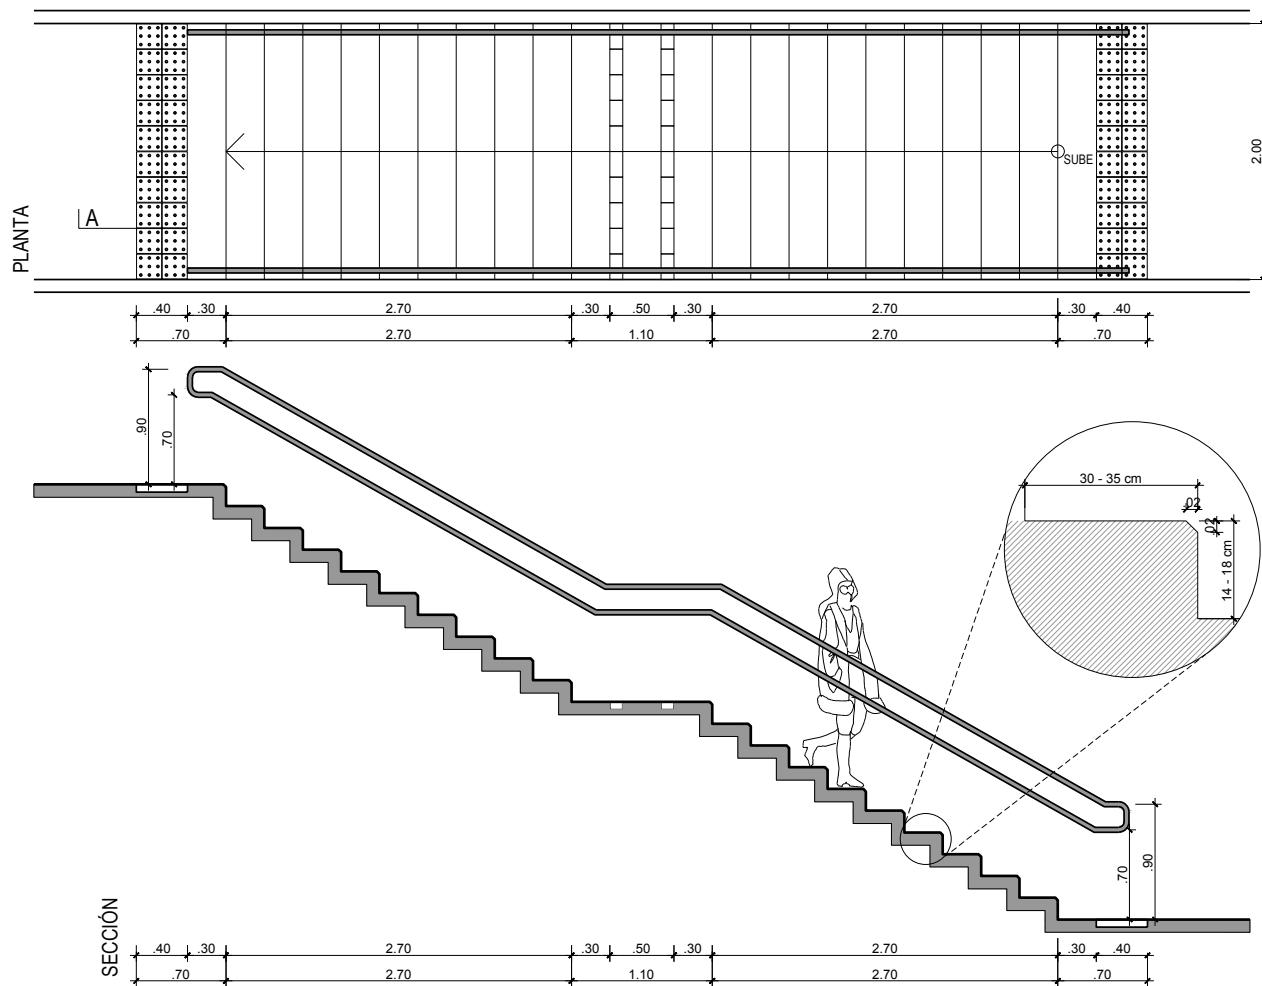 PLANTA
A
SUBE
2.00
.40 .30 2.70 .30 .50 .30 2.70 .30 .40
.70 2.70 1.10 2.70 .70
.90
.70
30 - 35 cm
.02
.02
14 - 18 cm
.70
.90
SECCIÓN
.40 .30 2.70 .30 .50 .30 2.70 .30 .40
.70 2.70 1.10 2.70 .70